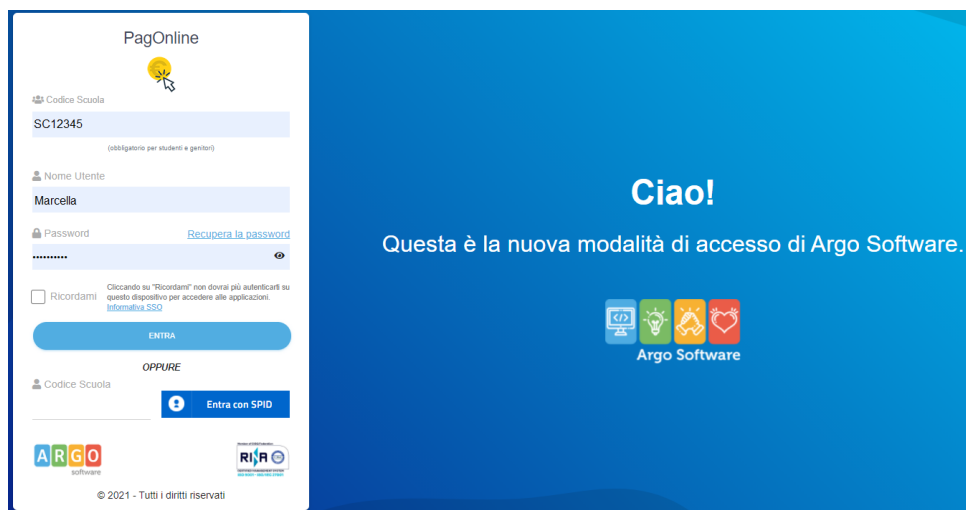 PagOnline
Codice Scuola
SC12345
(obbligatorio per studenti e genitori)
Nome Utente
Marcella
Password Recupera la password
••••••••••
Ricordami
Cliccando su "Ricordami" non dovrai più autenticarti su
questo dispositivo per accedere alle applicazioni.
Informativa SSO
ENTRA
OPPURE
Codice Scuola
Entra con SPID
ARGO
software
© 2021 - Tutti i diritti riservati
Ciao!
Questa è la nuova modalità di accesso di Argo Software.
Argo Software